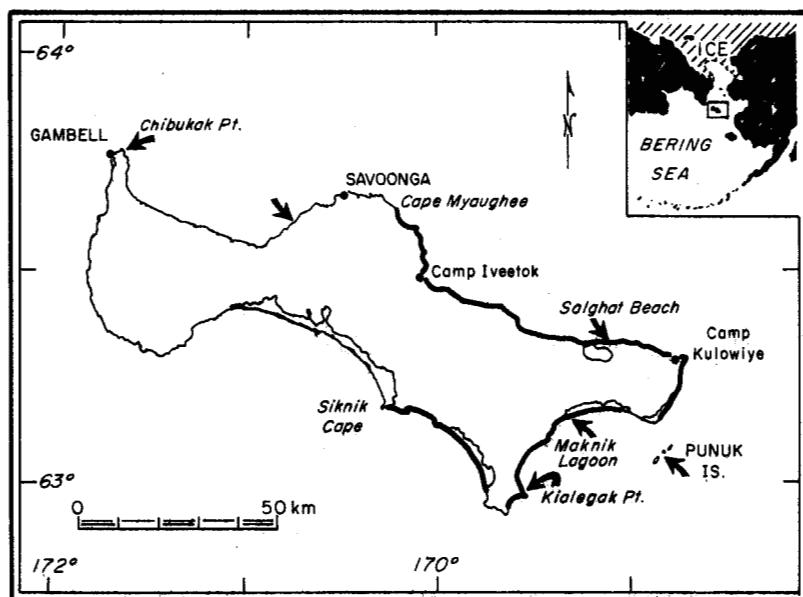 64°
ICE
BERING
SEA
GAMBELL
Chibukak Pt.
N
SAVOONGA
Cape Myaughee
Camp Iveetok
Salghat Beach
Camp
Kulowiye
Siknik
Cape
Maknik
Lagoon
PUNUK
IS.
63°
Kialegak Pt.
0 50 km
172° 170°